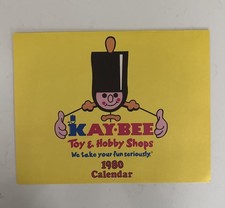 KAY·BEE
Toy & Hobby Shops
We take your fun seriously.
1980
Calendar